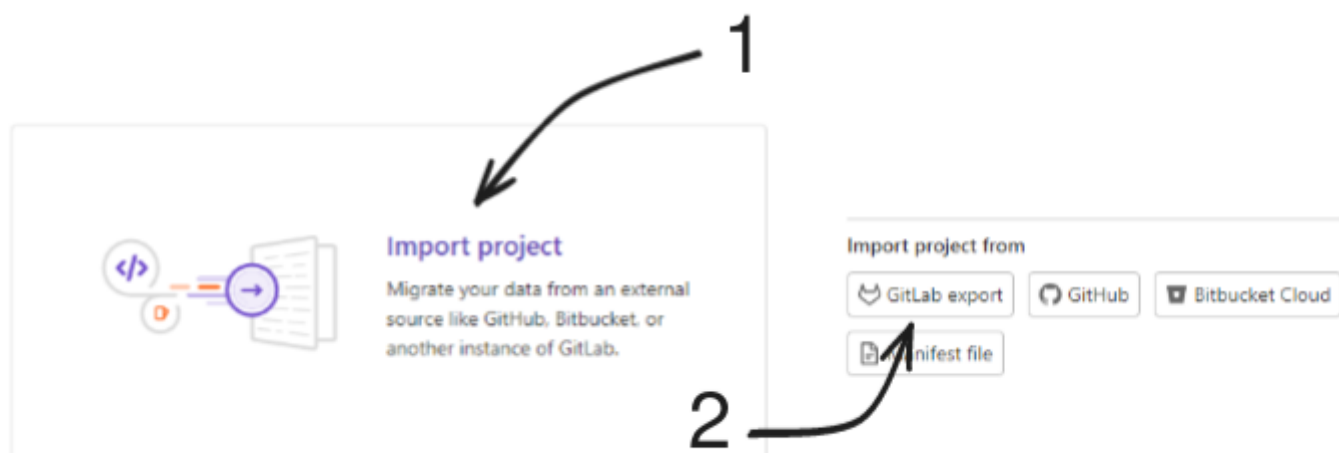 1
Import project
Migrate your data from an external
source like GitHub, Bitbucket, or
another instance of GitLab.
Import project from
GitLab export GitHub Bitbucket Cloud
file
2